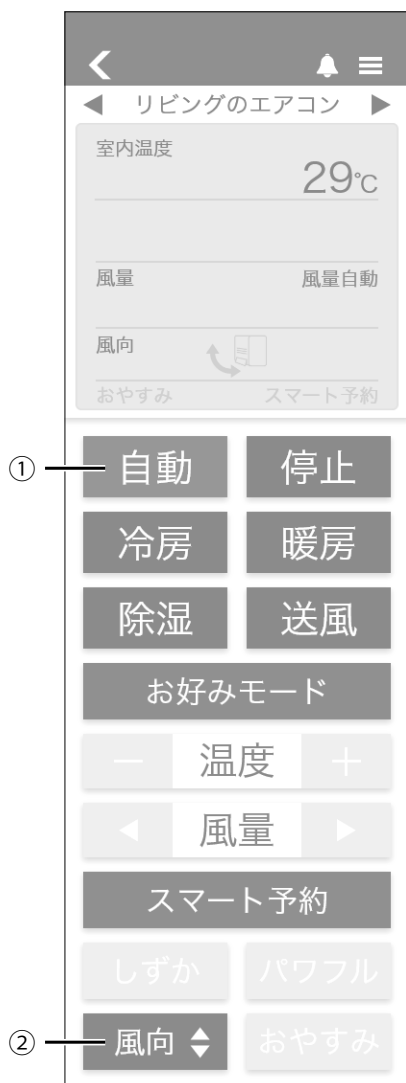 リビングのエアコン
室内温度
29℃
風量 風量自動
風向
おやすみ スマート予約
① 自動 停止
冷房 暖房
除湿 送風
お好みモード
− 温度 +
風量
スマート予約
しずか パワフル
② 風向 おやすみ